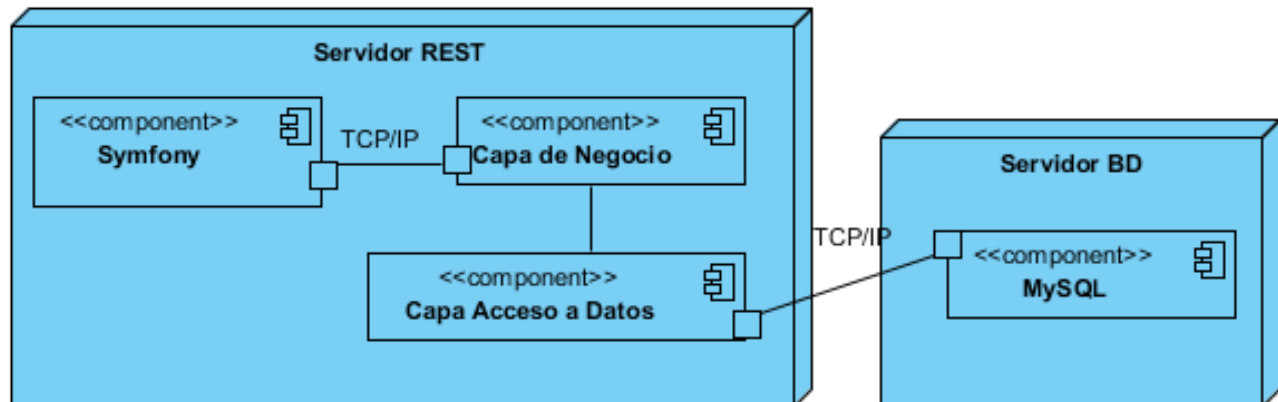 Servidor REST
<<component>>
Symfony
TCP/IP
<<component>>
Capa de Negocio
<<component>>
Capa Acceso a Datos
TCP/IP
Servidor BD
<<component>>
MySQL